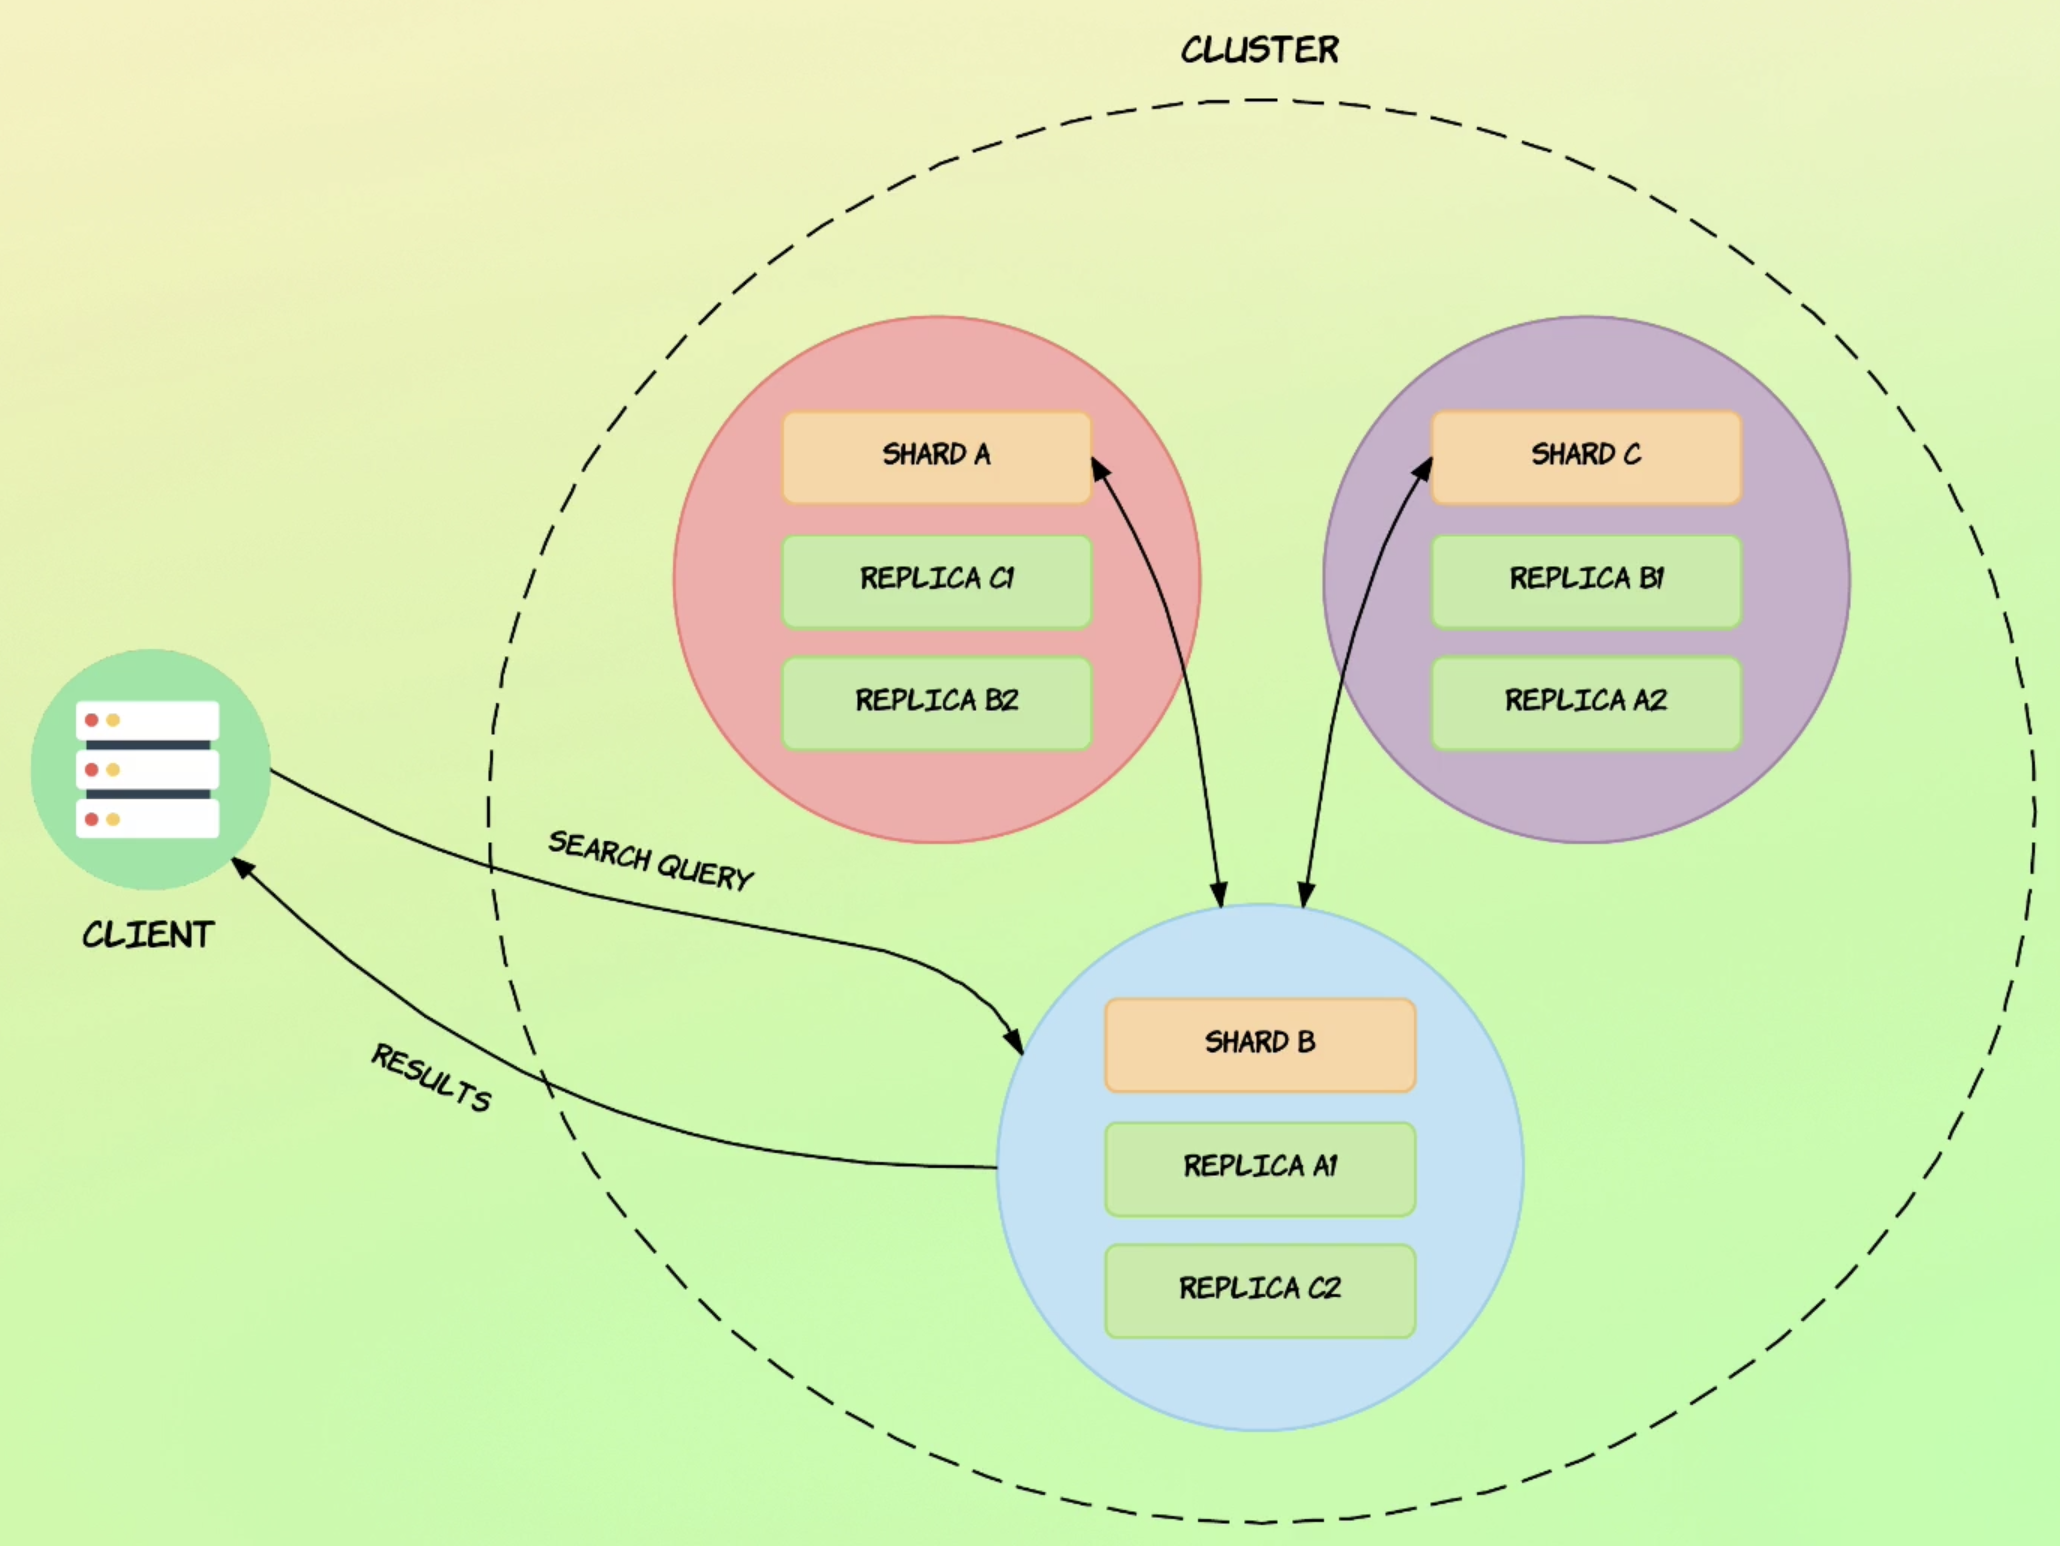 CLUSTER
SHARD A
REPLICA C1
REPLICA B2
SHARD C
REPLICA B1
REPLICA A2
CLIENT
SEARCH QUERY
RESULTS
SHARD B
REPLICA A1
REPLICA C2